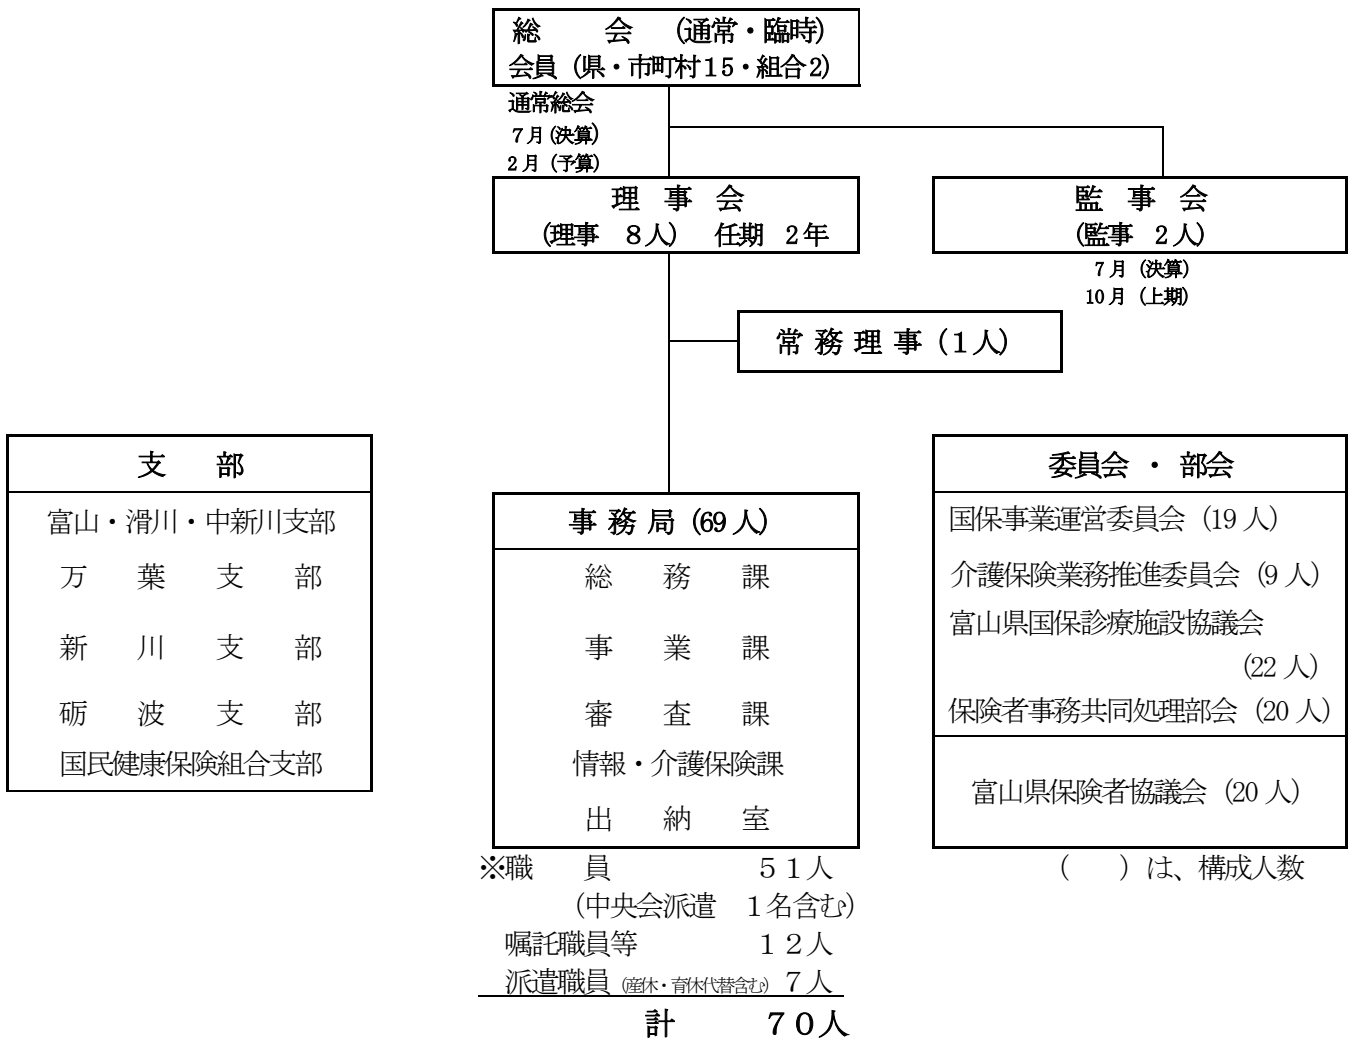 総　会　(通常・臨時)
会員 (県・市町村15・組合2)
通常総会
7月(決算)
2月 (予算)
理　事　会
(理事　8人)　任期　2年
監　事　会
(監事　2人)
7月 (決算)
10月 (上期)
常 務 理 事 (1人)
支　部
富山・滑川・中新川支部
万　葉　支　部
新　川　支　部
砺　波　支　部
国民健康保険組合支部
事 務 局 (69人)
総　務　課
事　業　課
審　査　課
情報・介護保険課
出　納　室
※職　員　51人
(中央会派遣　1名含む)
嘱託職員等　12人
派遣職員 (産休・育休代替含む) 7人
計　70人
委員会 ・ 部会
国保事業運営委員会 (19人)
介護保険業務推進委員会 (9人)
富山県国保診療施設協議会
(22人)
保険者事務共同処理部会 (20人)
富山県保険者協議会 (20人)
(　　) は、構成人数